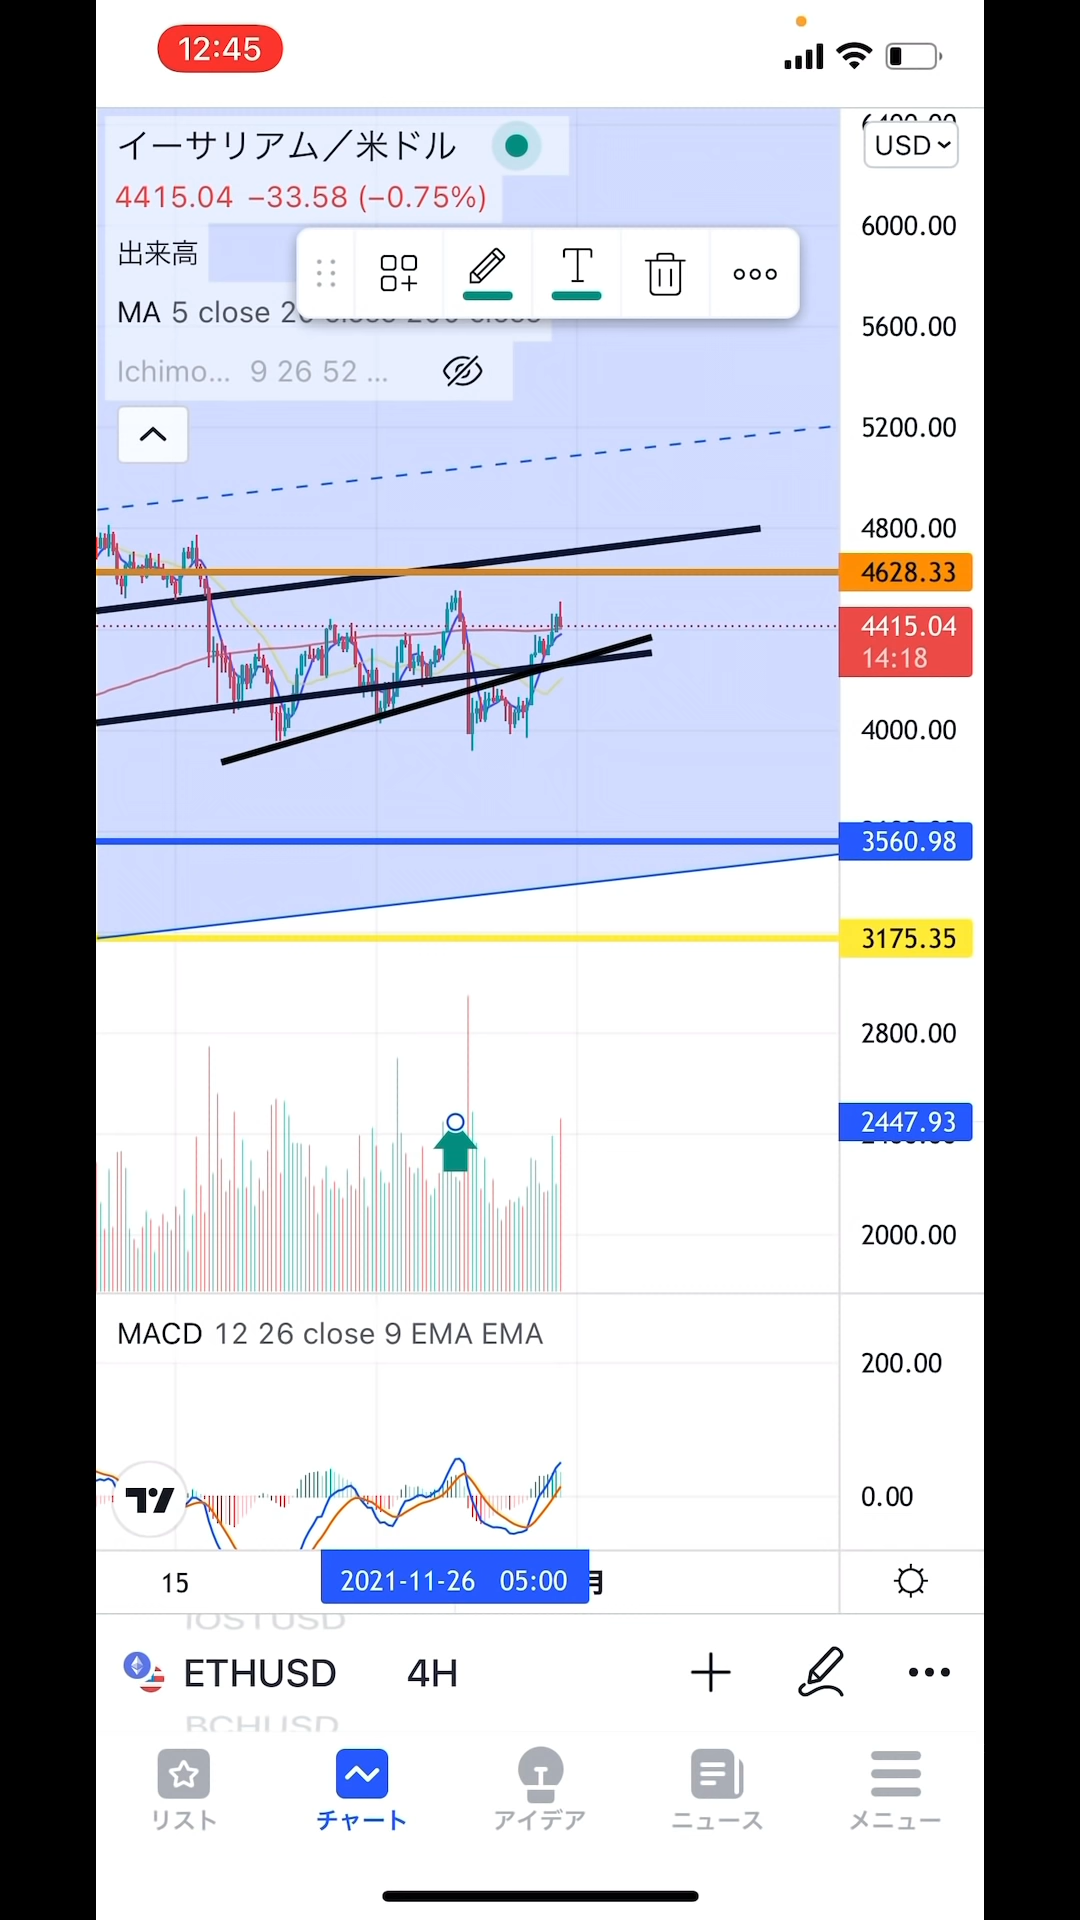 12:45
イーサリアム／米ドル
USD
4415.04 −33.58 (−0.75%)
6000.00
出来高
MA 5 close
5600.00
Ichimo... 9 26 52 ...
5200.00
4800.00
4628.33
4415.04
14:18
4000.00
3560.98
3175.35
2800.00
2447.93
2000.00
MACD 12 26 close 9 EMA EMA
200.00
0.00
15
2021-11-26 05:00
月
IOSTUSD
ETHUSD 4H
BCHUSD
リスト
チャート
アイデア
ニュース
メニュー